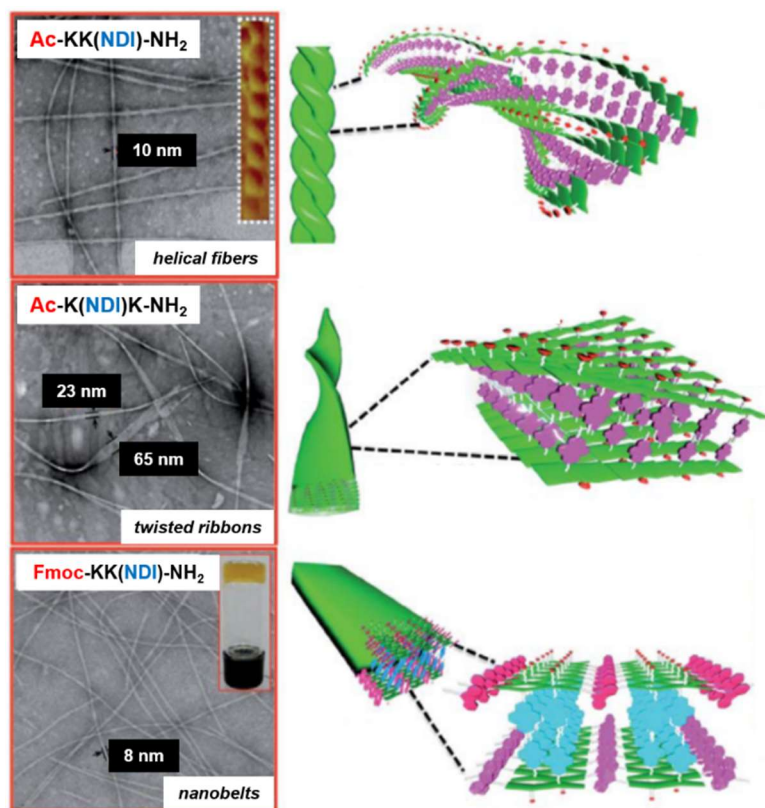 Ac-KK(NDI)-NH₂
10 nm
helical fibers
Ac-K(NDI)K-NH₂
23 nm
65 nm
twisted ribbons
Fmoc-KK(NDI)-NH₂
8 nm
nanobelts